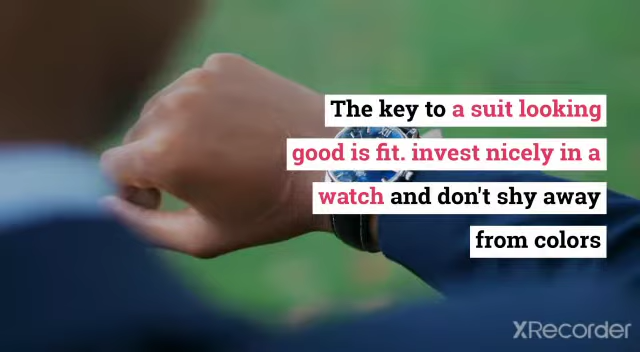 The key to a suit looking
good is fit. invest nicely in a
watch and don't shy away
from colors
XRecorder